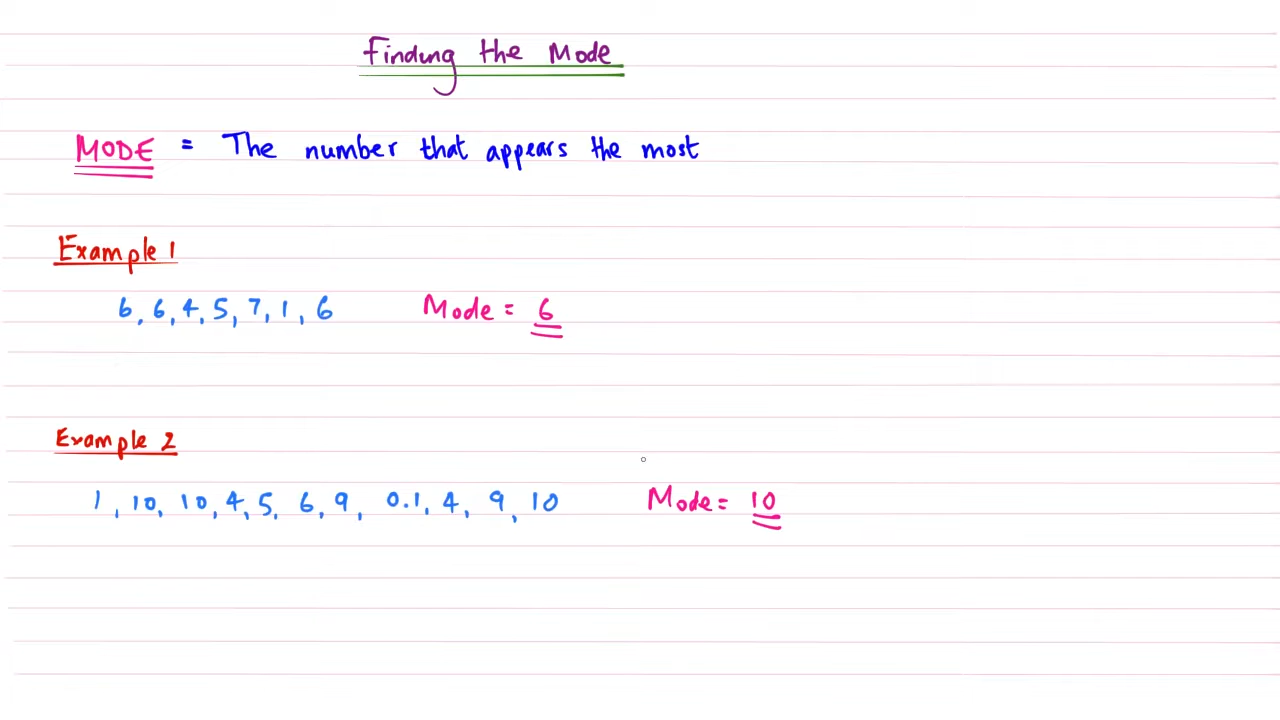 Finding the Mode
MODE = The number that appears the most
Example 1
6, 6, 4, 5, 7, 1, 6 Mode = 6
Example 2
1, 10, 10, 4, 5, 6, 9, 0.1, 4, 9, 10 Mode = 10